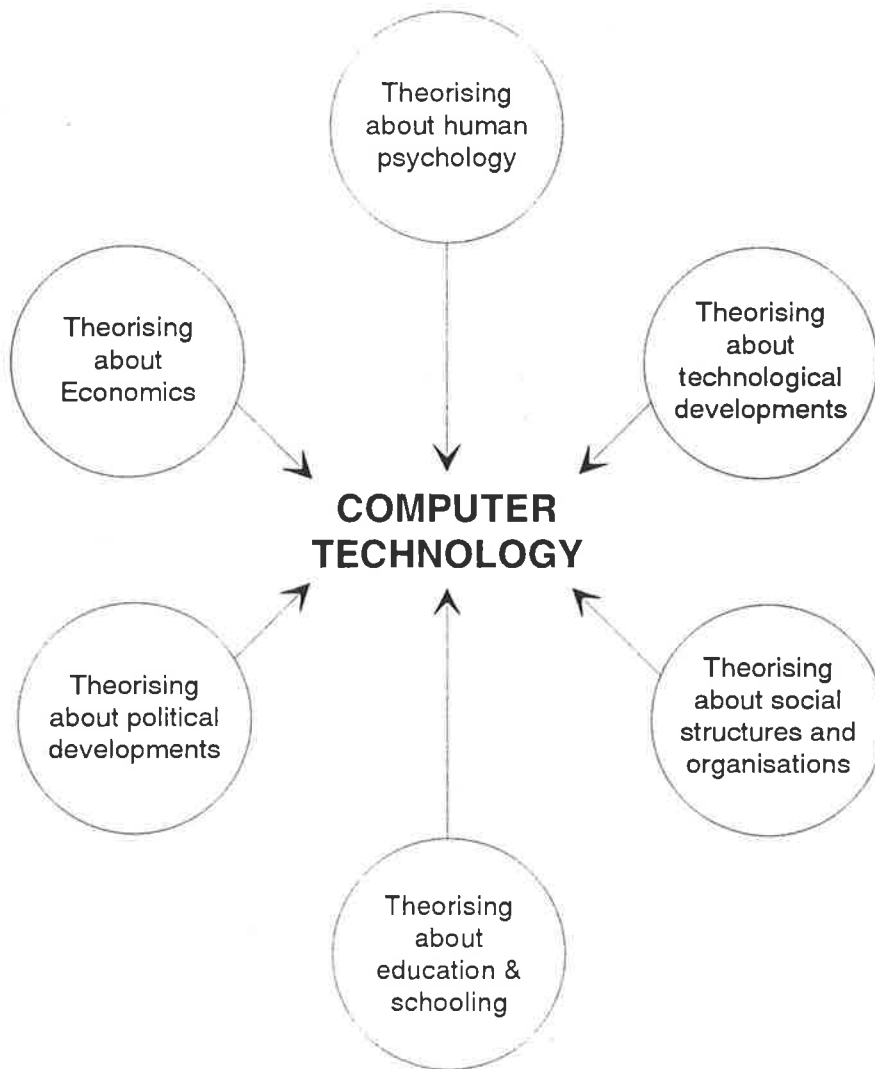 Theorising
about human
psychology
Theorising
about
Economics
Theorising
about
technological
developments
COMPUTER
TECHNOLOGY
Theorising
about political
developments
Theorising
about social
structures and
organisations
Theorising
about
education &
schooling